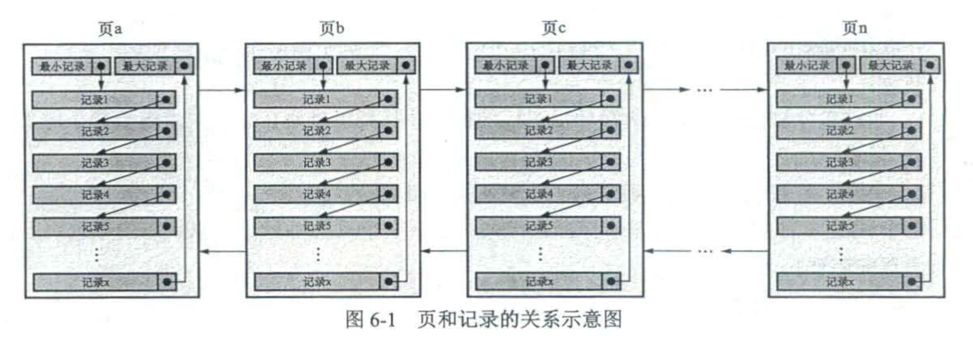 页a 页b 页c 页n
最小记录 最大记录 最小记录 最大记录 最小记录 最大记录 最小记录 最大记录
记录1 记录1 记录1 … 记录1
记录2 记录2 记录2 记录2
记录3 记录3 记录3 记录3
记录4 记录4 记录4 记录4
记录5 记录5 记录5 记录5
⋮ ⋮ ⋮ … ⋮
记录x 记录x 记录x 记录x
图 6-1 页和记录的关系示意图